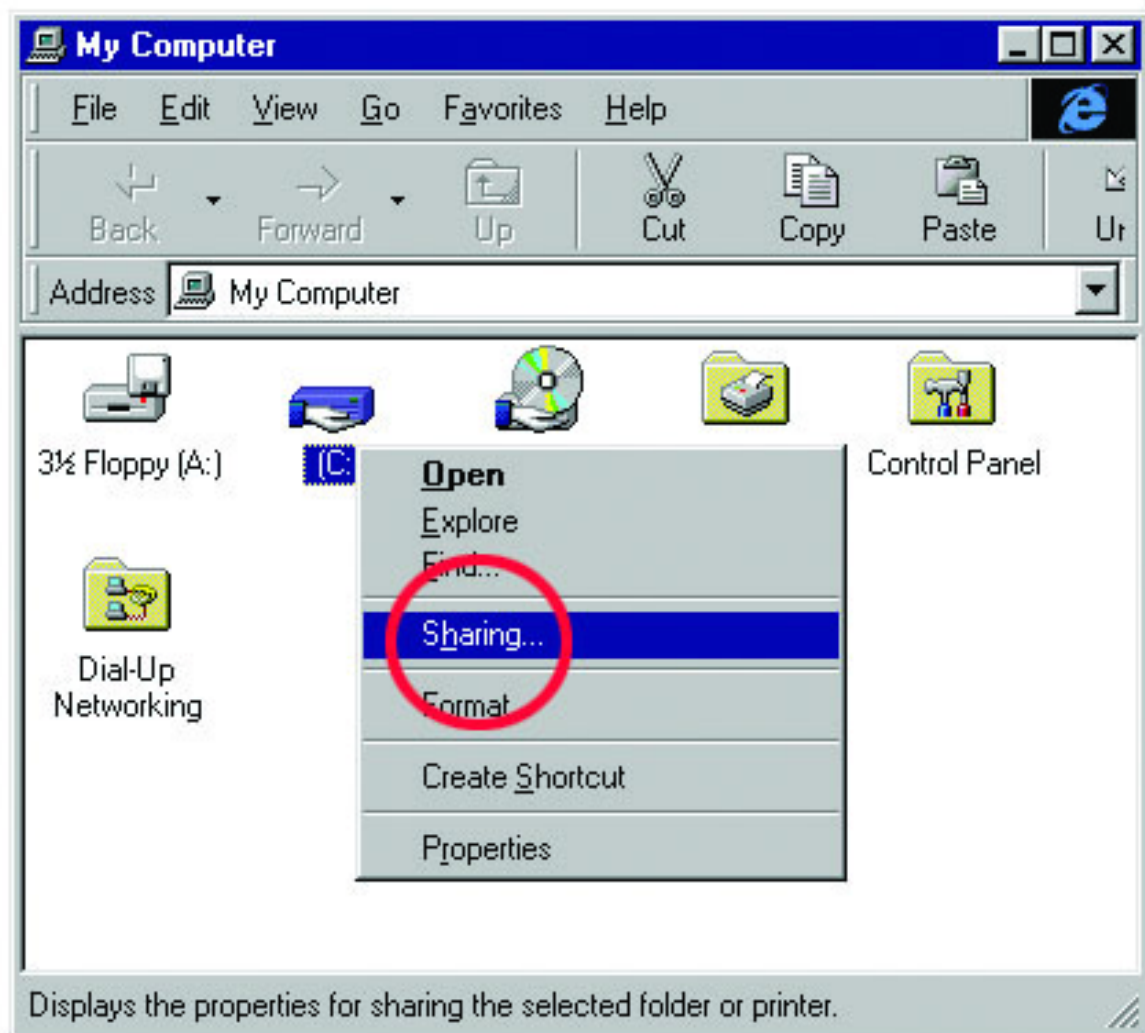 My Computer
File Edit View Go Favorites Help
Back Forward Up Cut Copy Paste Ur
Address My Computer
3½ Floppy (A:) (C: Control Panel
Open
Explore
Find...
Sharing...
Format
Create Shortcut
Properties
Dial-Up
Networking
Displays the properties for sharing the selected folder or printer.